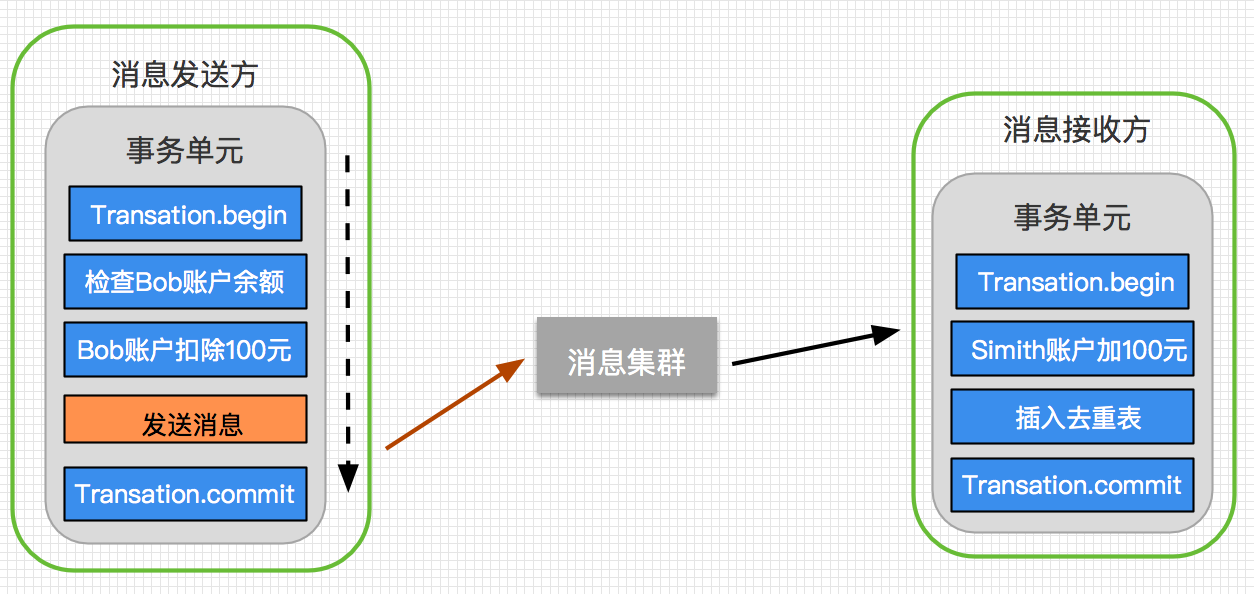 消息发送方
事务单元
Transation.begin
检查Bob账户余额
Bob账户扣除100元
发送消息
Transation.commit
消息集群
消息接收方
事务单元
Transation.begin
Simith账户加100元
插入去重表
Transation.commit